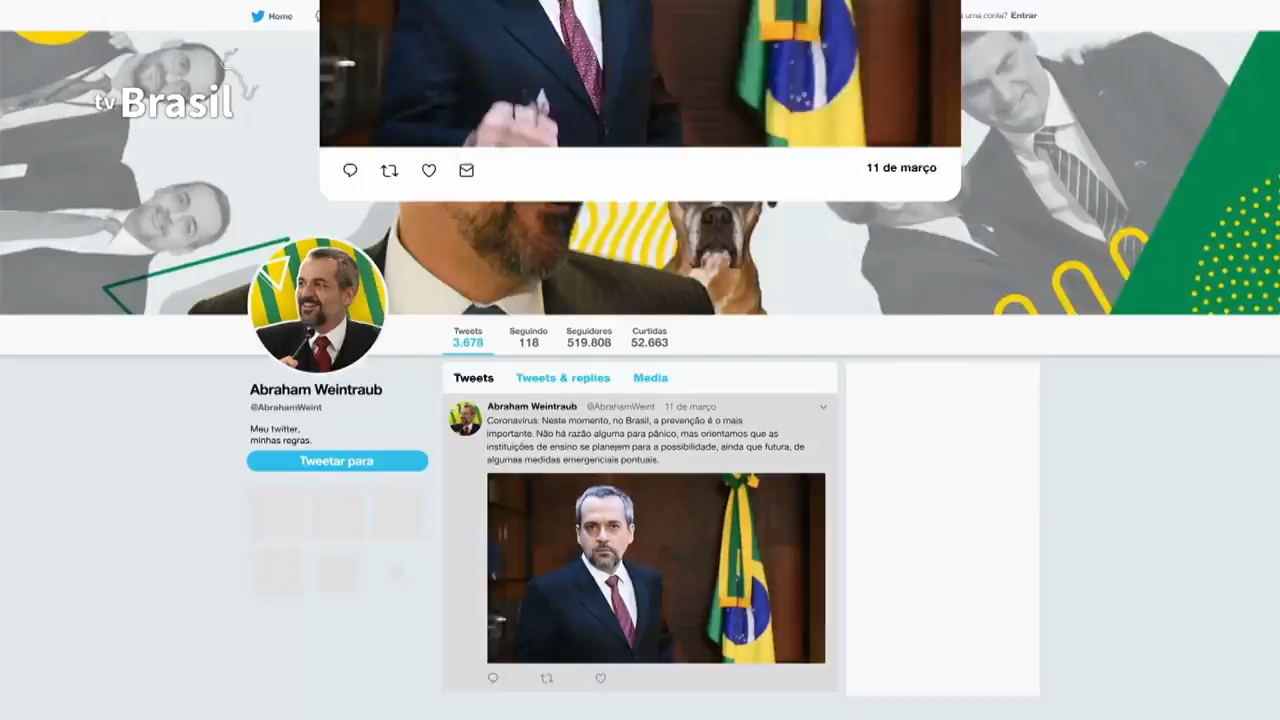 Home
uma conta? Entrar
tv Brasil
11 de março
Tweets
3.678
Seguindo
118
Seguidores
519.808
Curtidas
52.663
Abraham Weintraub
@AbrahamWeint
Meu twitter,
minhas regras.
Tweetar para
Tweets Tweets & replies Media
Abraham Weintraub @AbrahamWeint 11 de março
Coronavírus: Neste momento, no Brasil, a prevenção é o mais
importante. Não há razão alguma para pânico, mas orientamos que as
instituições de ensino se planejem para a possibilidade, ainda que futura, de
algumas medidas emergenciais pontuais.